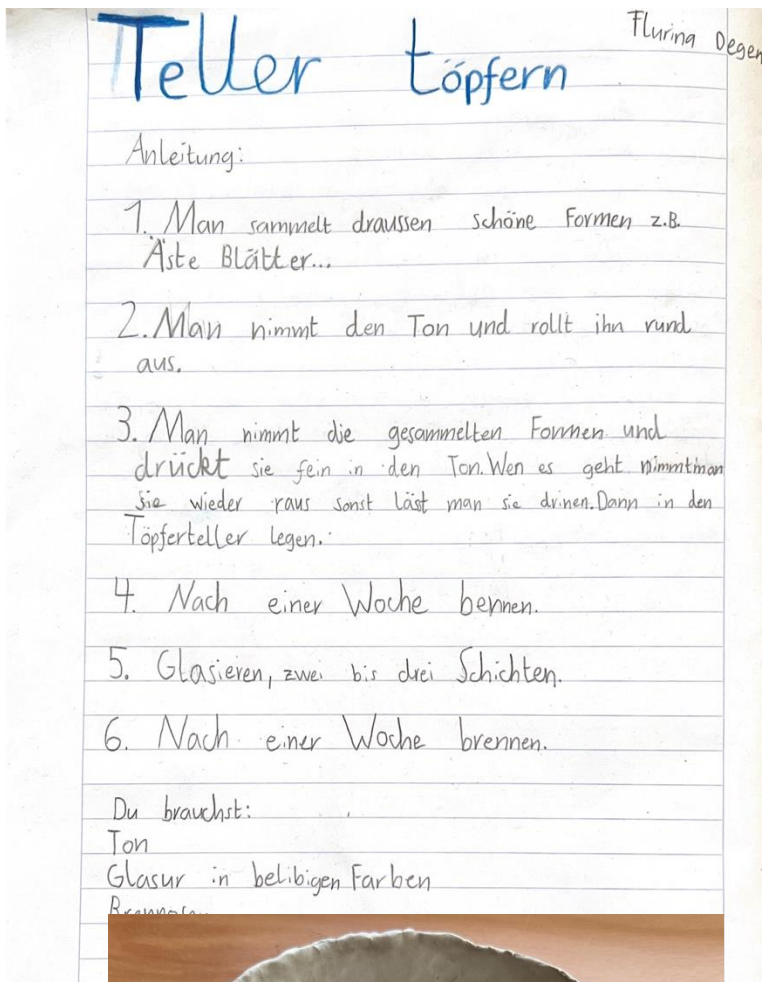 Flurina Degen
Teller töpfern
Anleitung:
1. Man sammelt draussen schöne Formen z.B.
Äste Blätter...
2. Man nimmt den Ton und rollt ihn rund
aus.
3. Man nimmt die gesammelten Formen und
drückt sie fein in den Ton. Wen es geht nimmt man
sie wieder raus sonst läst man sie drinen. Dann in den
Töpferteller legen.
4. Nach einer Woche bennen.
5. Glasieren, zwei bis drei Schichten.
6. Nach einer Woche brennen.
Du brauchst:
Ton
Glasur in belibigen Farben